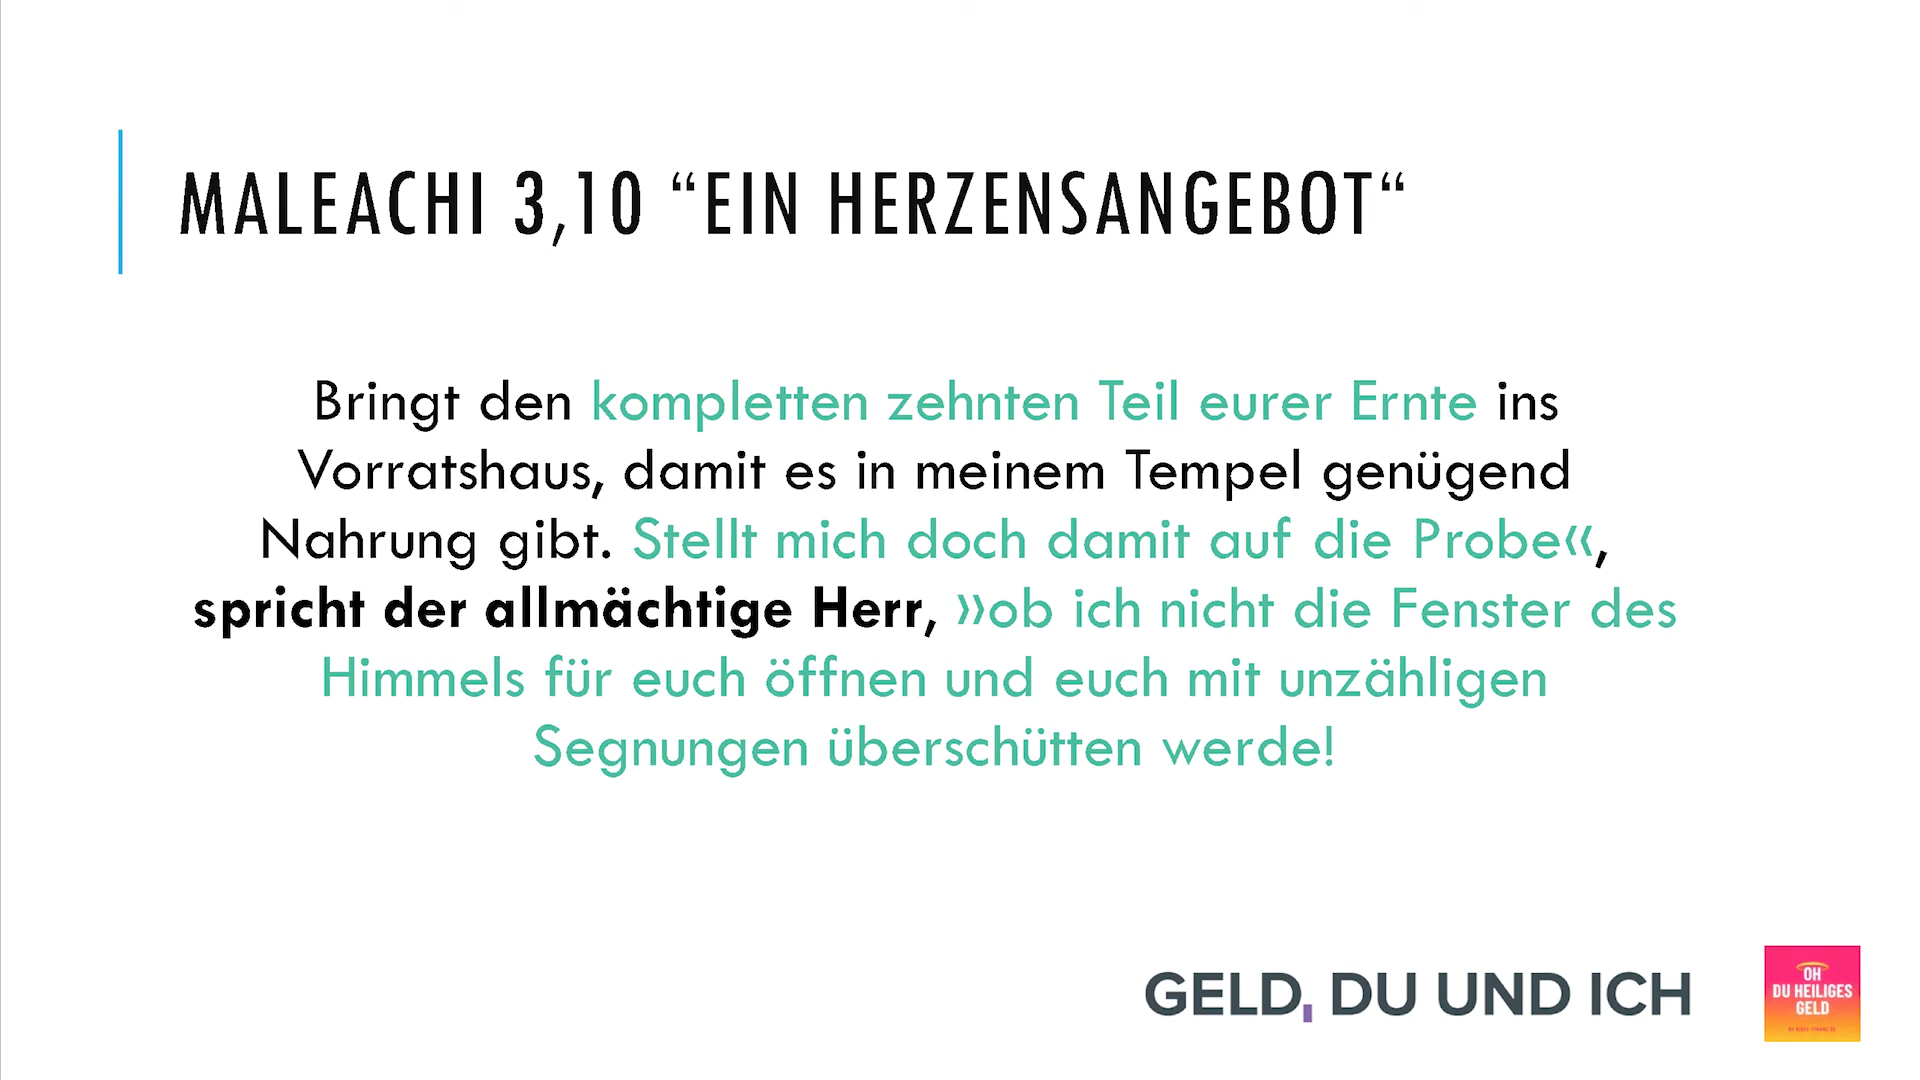 MALEACHI 3,10 “EIN HERZENSANGEBOT“
Bringt den kompletten zehnten Teil eurer Ernte ins
Vorratshaus, damit es in meinem Tempel genügend
Nahrung gibt. Stellt mich doch damit auf die Probe«,
spricht der allmächtige Herr, »ob ich nicht die Fenster des
Himmels für euch öffnen und euch mit unzähligen
Segnungen überschütten werde!
GELD, DU UND ICH
OH
DU HEILIGES
GELD